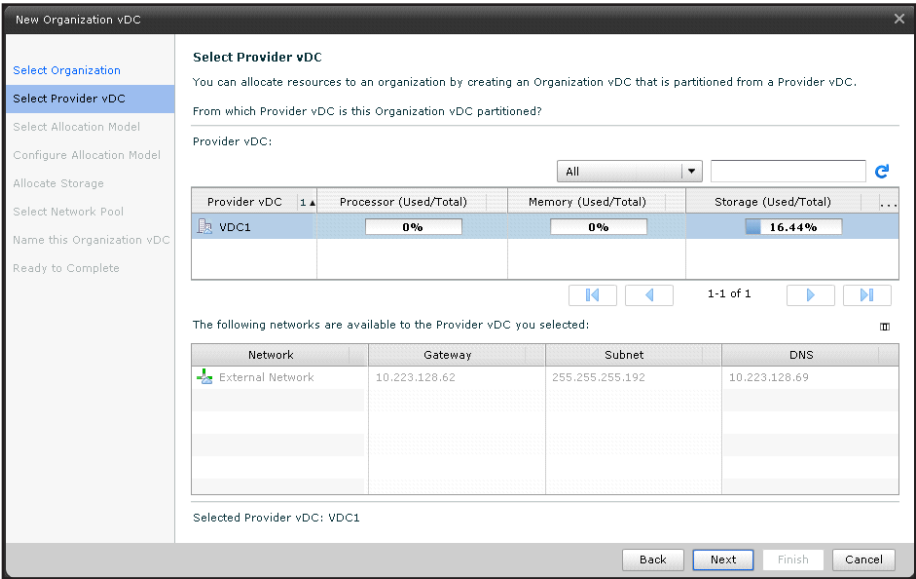 New Organization vDC
Select Organization
Select Provider vDC
Select Allocation Model
Configure Allocation Model
Allocate Storage
Select Network Pool
Name this Organization vDC
Ready to Complete
Select Provider vDC
You can allocate resources to an organization by creating an Organization vDC that is partitioned from a Provider vDC.
From which Provider vDC is this Organization vDC partitioned?
Provider vDC:
All
Provider vDC 1 ▲ Processor (Used/Total) Memory (Used/Total) Storage (Used/Total) ...
VDC1 0% 0% 16.44%
1-1 of 1
The following networks are available to the Provider vDC you selected:
Network Gateway Subnet DNS
External Network 10.223.128.62 255.255.255.192 10.223.128.69
Selected Provider vDC: VDC1
Back Next Finish Cancel